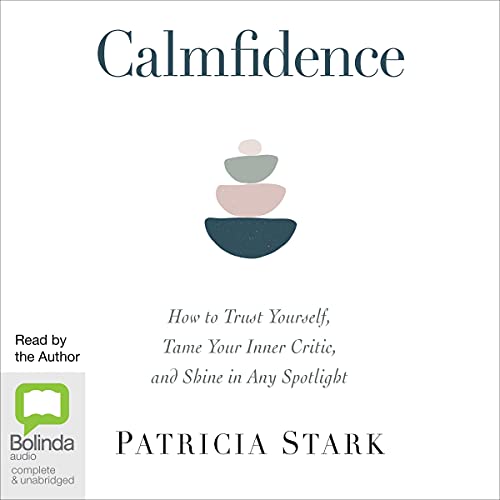 Calmfidence
How to Trust Yourself,
Tame Your Inner Critic,
and Shine in Any Spotlight
Read by
the Author
Bolinda
audio
complete
& unabridged
PATRICIA STARK